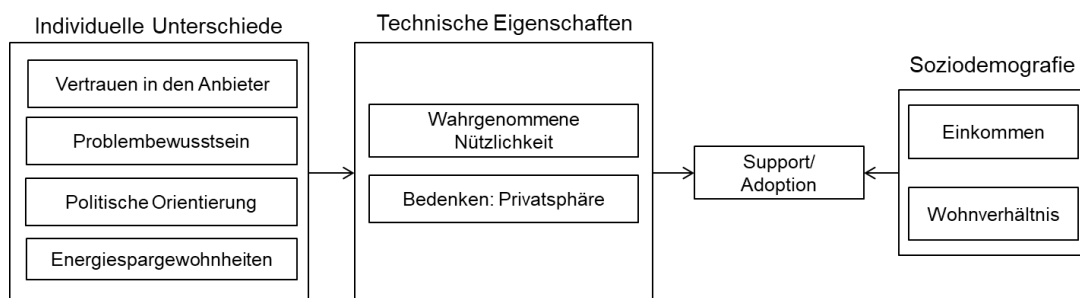 Individuelle Unterschiede
Vertrauen in den Anbieter
Problembewusstsein
Politische Orientierung
Energiespargewohnheiten
Technische Eigenschaften
Wahrgenommene
Nützlichkeit
Bedenken: Privatsphäre
Support/
Adoption
Soziodemografie
Einkommen
Wohnverhältnis